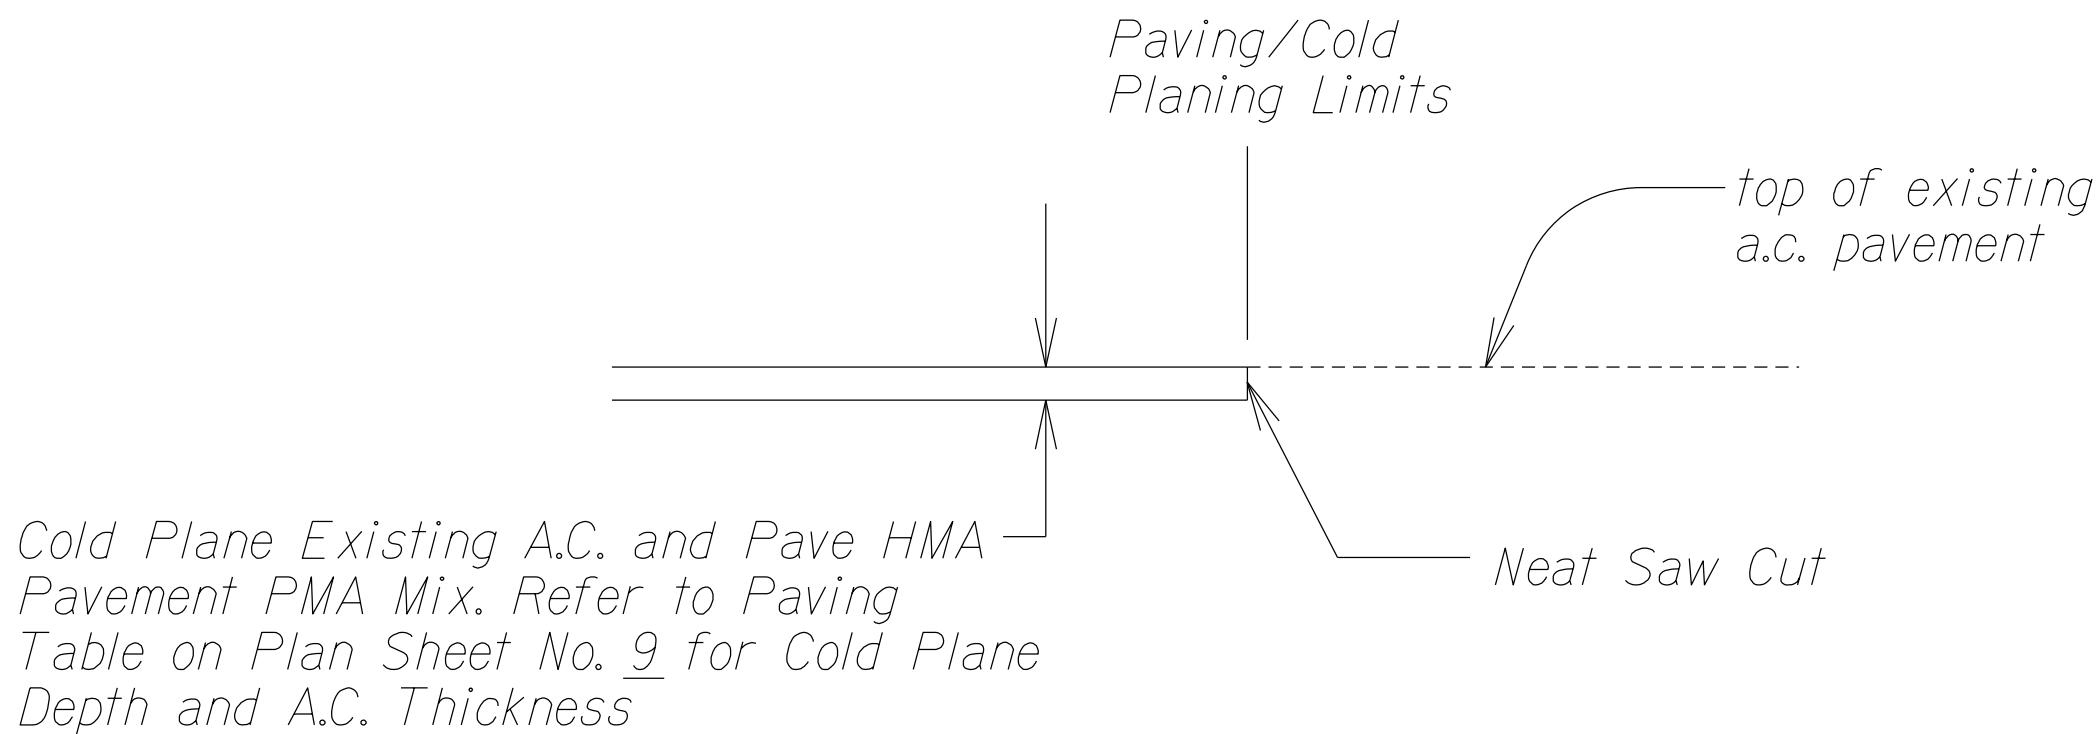 Paving/Cold
Planing Limits
top of existing
a.c. pavement
Cold Plane Existing A.C. and Pave HMA
Pavement PMA Mix. Refer to Paving
Table on Plan Sheet No. 9 for Cold Plane
Depth and A.C. Thickness
Neat Saw Cut